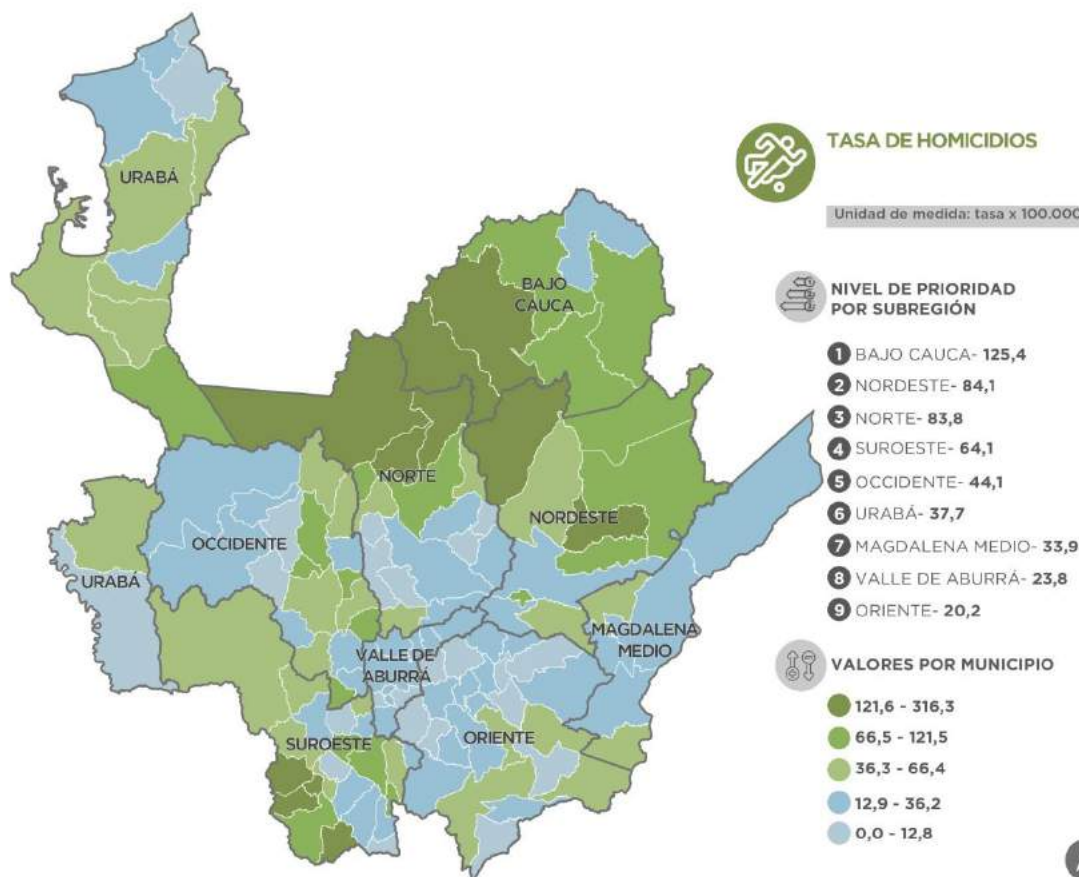 URABÁ
BAJO
CAUCA
NORTE
NORDESTE
OCCIDENTE
URABÁ
MAGDALENA
MEDIO
VALLE DE
ABURRÁ
SUROESTE
ORIENTE
TASA DE HOMICIDIOS
Unidad de medida: tasa x 100.000
NIVEL DE PRIORIDAD
POR SUBREGIÓN
1 BAJO CAUCA- 125,4
2 NORDESTE- 84,1
3 NORTE- 83,8
4 SUROESTE- 64,1
5 OCCIDENTE- 44,1
6 URABÁ- 37,7
7 MAGDALENA MEDIO- 33,9
8 VALLE DE ABURRÁ- 23,8
9 ORIENTE- 20,2
VALORES POR MUNICIPIO
121,6 - 316,3
66,5 - 121,5
36,3 - 66,4
12,9 - 36,2
0,0 - 12,8